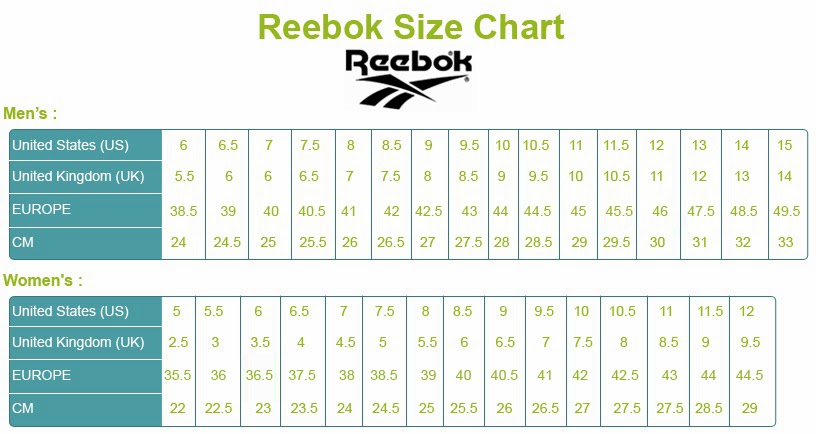 Reebok Size Chart
Reebok
Men's :
United States (US) 6 6.5 7 7.5 8 8.5 9 9.5 10 10.5 11 11.5 12 13 14 15
United Kingdom (UK) 5.5 6 6 6.5 7 7.5 8 8.5 9 9.5 10 10.5 11 12 13 14
EUROPE 38.5 39 40 40.5 41 42 42.5 43 44 44.5 45 45.5 46 47.5 48.5 49.5
CM 24 24.5 25 25.5 26 26.5 27 27.5 28 28.5 29 29.5 30 31 32 33
Women's :
United States (US) 5 5.5 6 6.5 7 7.5 8 8.5 9 9.5 10 10.5 11 11.5 12
United Kingdom (UK) 2.5 3 3.5 4 4.5 5 5.5 6 6.5 7 7.5 8 8.5 9 9.5
EUROPE 35.5 36 36.5 37.5 38 38.5 39 40 40.5 41 42 42.5 43 44 44.5
CM 22 22.5 23 23.5 24 24.5 25 25.5 26 26.5 27 27.5 27.5 28.5 29